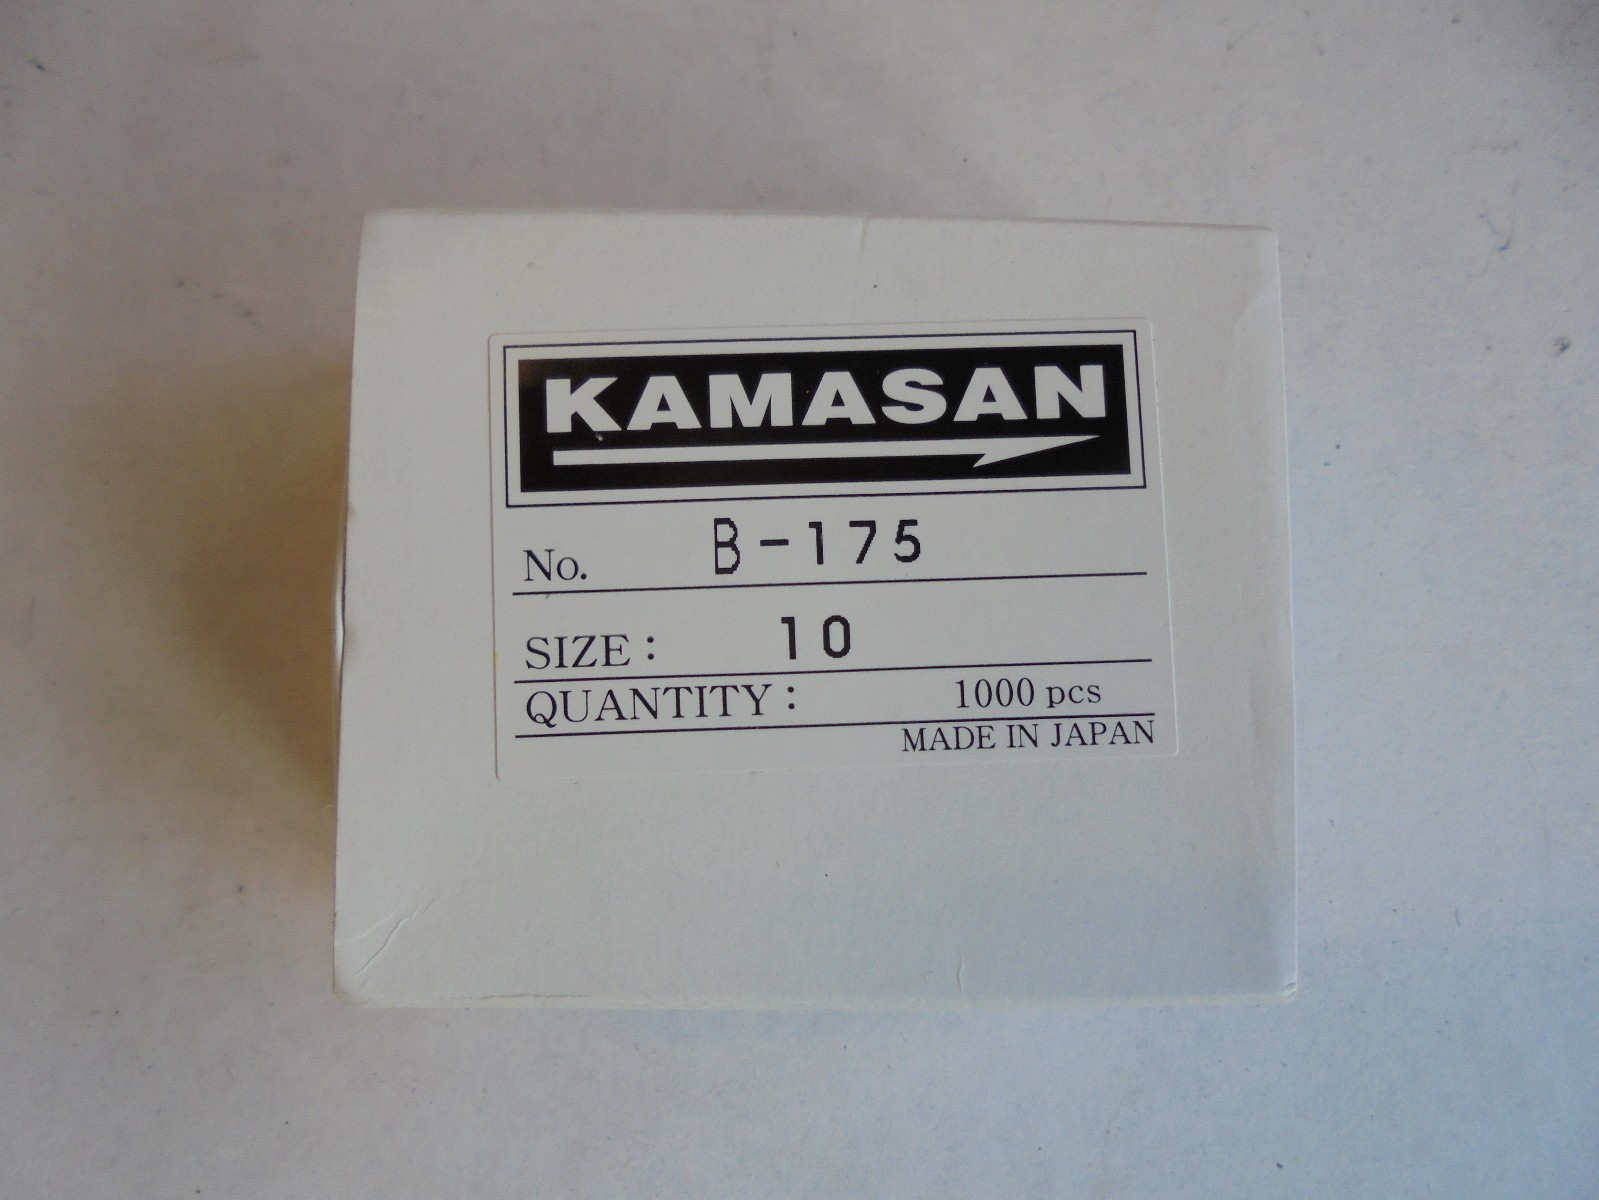 KAMASAN
No. B-175
SIZE: 10
QUANTITY: 1000 pcs
MADE IN JAPAN